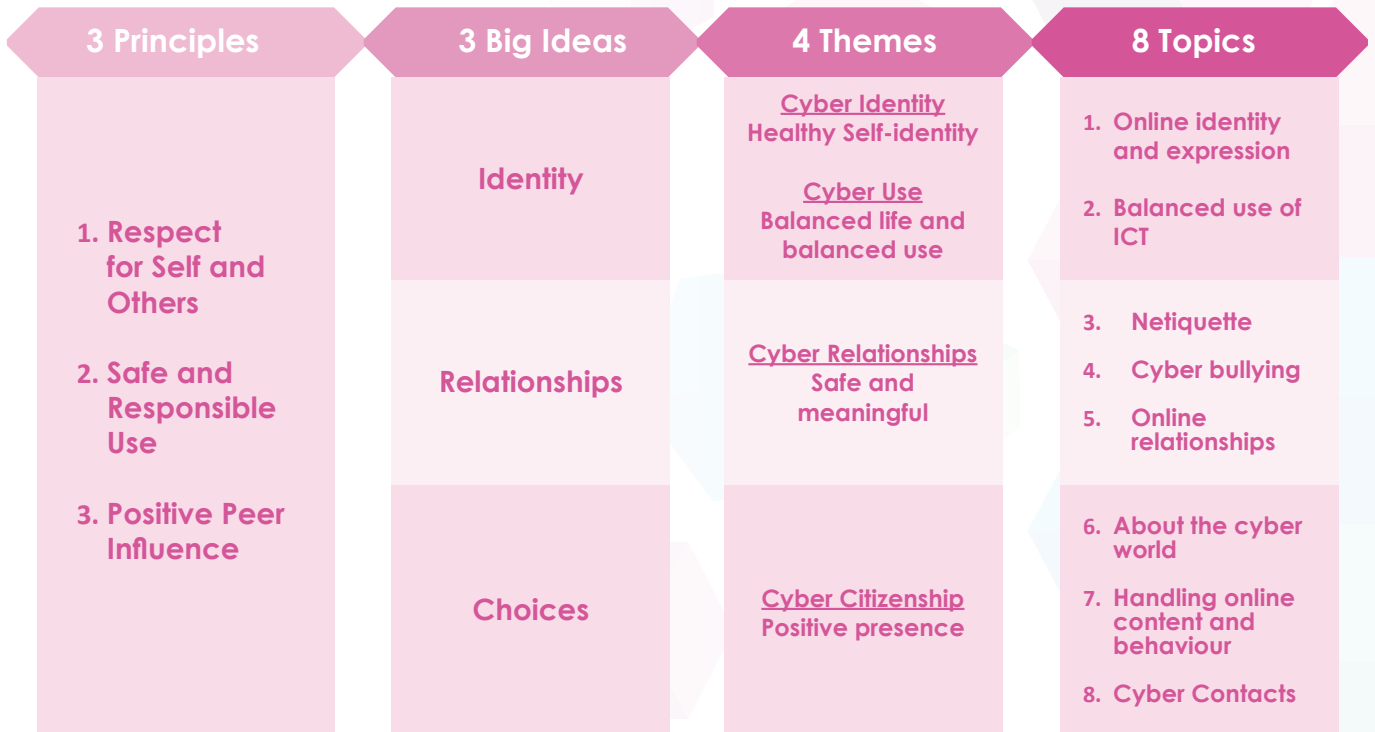 3 Principles
3 Big Ideas
4 Themes
8 Topics
1. Respect
for Self and
Others
2. Safe and
Responsible
Use
3. Positive Peer
Influence
Identity
Relationships
Choices
Cyber Identity
Healthy Self-identity
Cyber Use
Balanced life and
balanced use
Cyber Relationships
Safe and
meaningful
Cyber Citizenship
Positive presence
1. Online identity
and expression
2. Balanced use of
ICT
3. Netiquette
4. Cyber bullying
5. Online
relationships
6. About the cyber
world
7. Handling online
content and
behaviour
8. Cyber Contacts